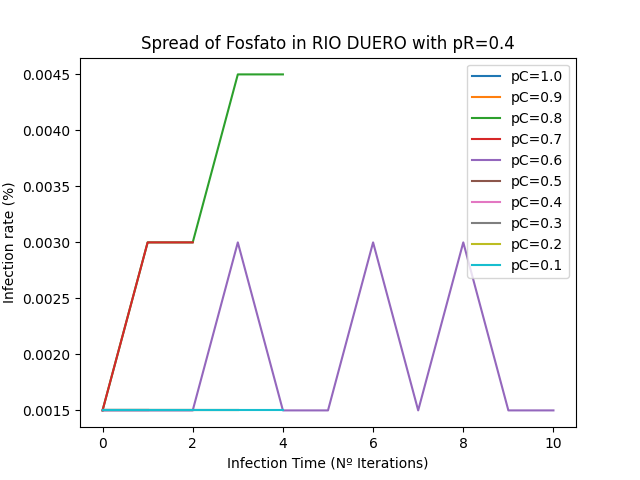 Spread of Fosfato in RIO DUERO with pR=0.4
Infection rate (%)
0.0045
0.0040
0.0035
0.0030
0.0025
0.0020
0.0015
pC=1.0
pC=0.9
pC=0.8
pC=0.7
pC=0.6
pC=0.5
pC=0.4
pC=0.3
pC=0.2
pC=0.1
0 2 4 6 8 10
Infection Time (Nº Iterations)